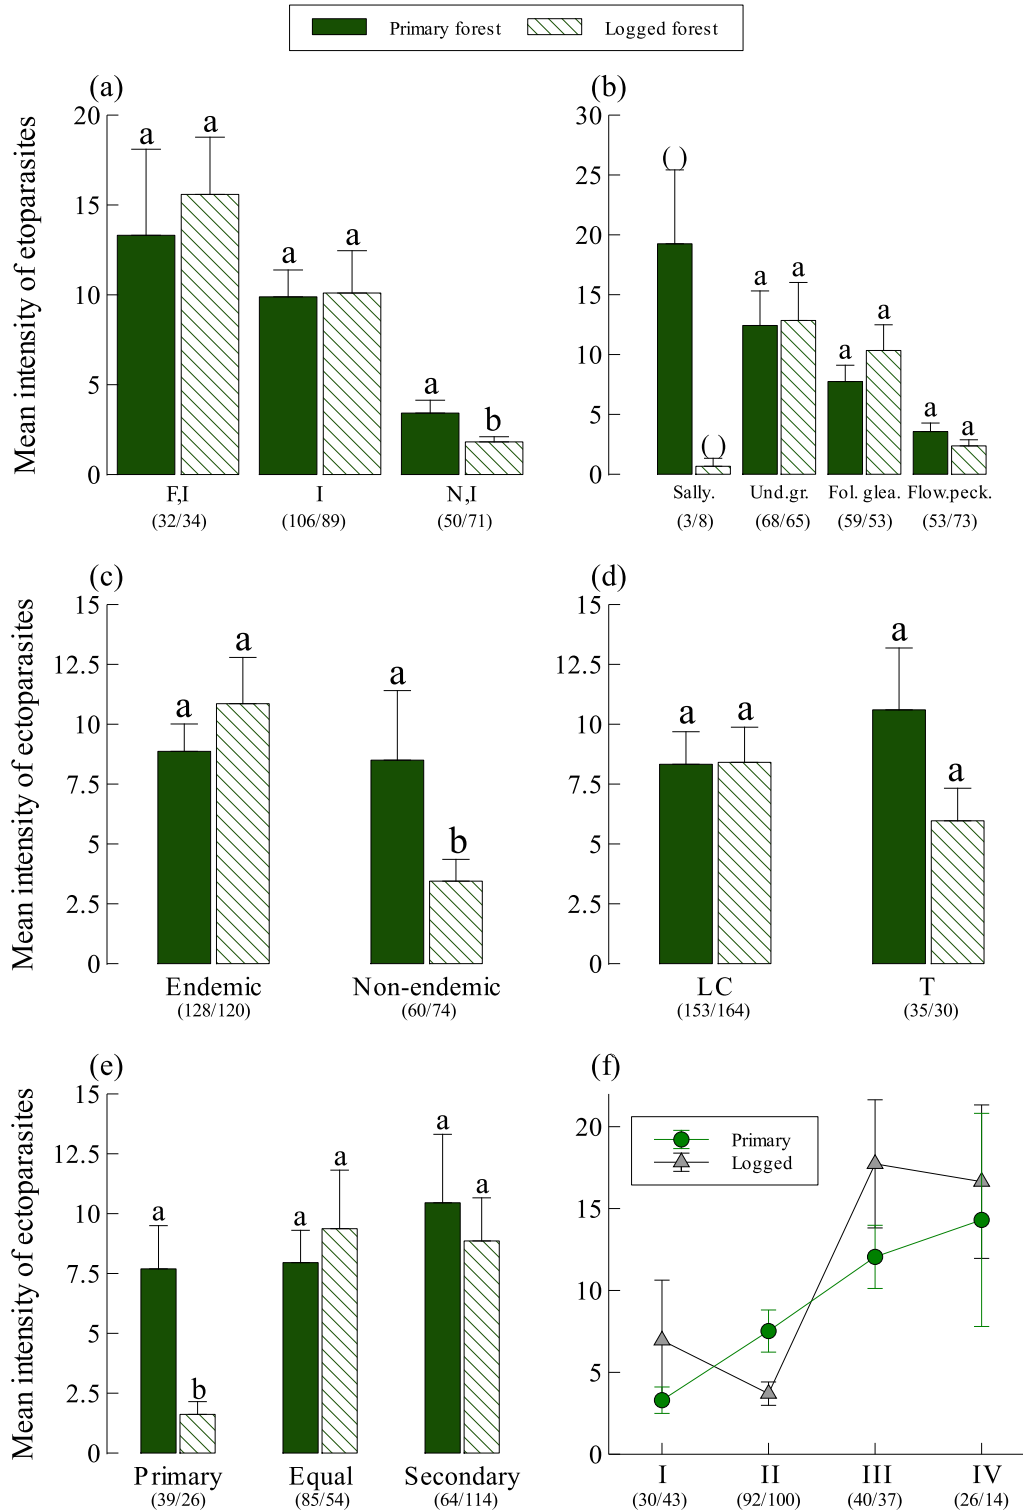 Primary forest Logged forest
(a) (b)
Mean intensity of etoparasites
20
15
10
5
0
a a a a a b
F,I I N,I
(32/34) (106/89) (50/71)
30
25
20
15
10
5
0
( ) ( ) a a a a a a
Sally. Und.gr. Fol. glea. Flow.peck.
(3/8) (68/65) (59/53) (53/73)
(c) (d)
Mean intensity of ectoparasites
15
12.5
10
7.5
5
2.5
0
a a a b
Endemic Non-endemic
(128/120) (60/74)
15
12.5
10
7.5
5
2.5
0
a a a a
LC T
(153/164) (35/30)
(e) (f)
Mean intensity of ectoparasites
15
12.5
10
7.5
5
2.5
0
a b a a a a
Primary Equal Secondary
(39/26) (85/54) (64/114)
20
15
10
5
0
Primary
Logged
I II III IV
(30/43) (92/100) (40/37) (26/14)